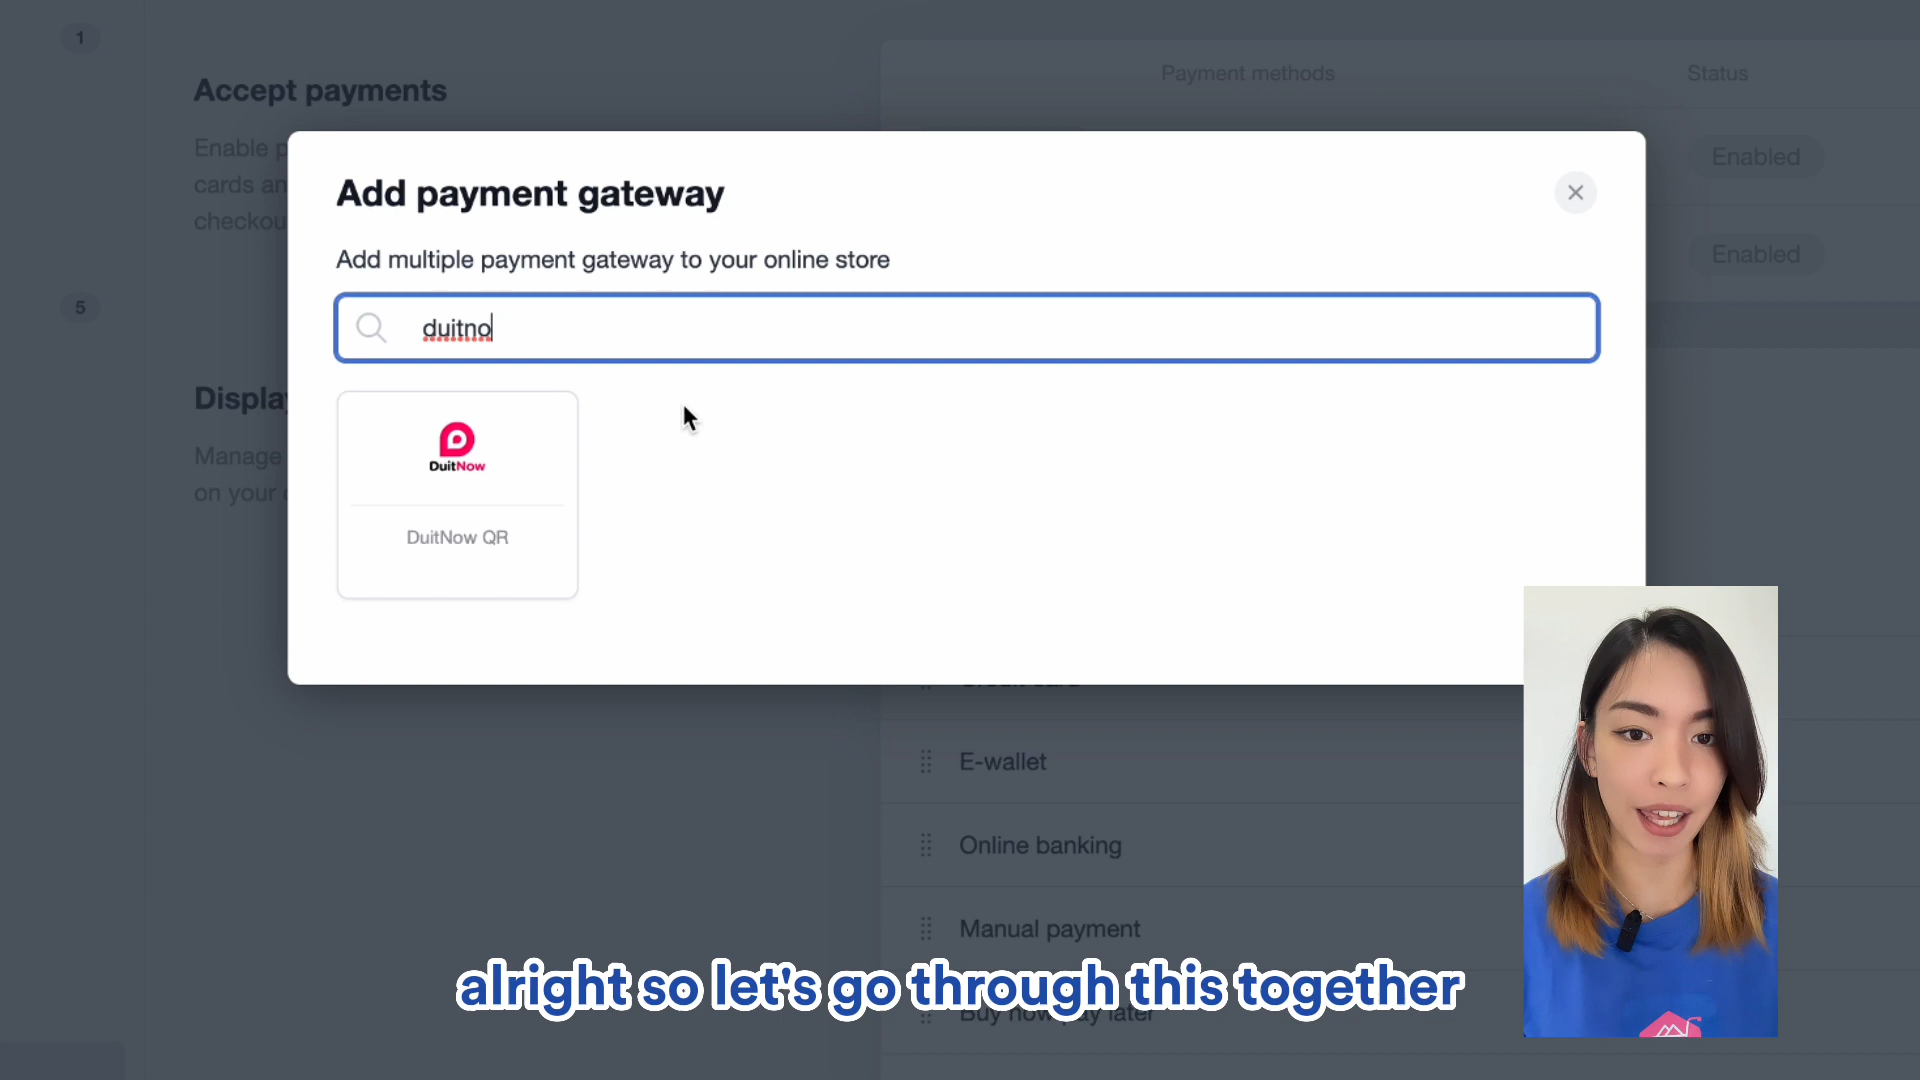 1
Accept payments
Payment methods
Status
Enable p
cards an
checkou
Enabled
Enabled
Add payment gateway
Add multiple payment gateway to your online store
duitno
5
Display
Manage
on your
DuitNow
DuitNow QR
E-wallet
Online banking
Manual payment
alright so let's go through this together
Buy now pay later